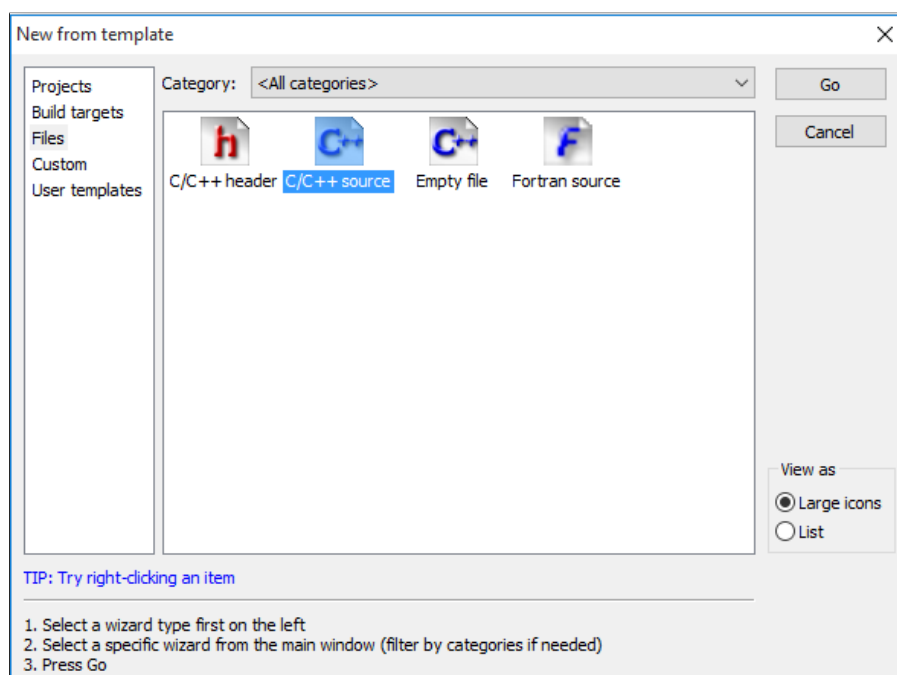 New from template
Projects
Build targets
Files
Custom
User templates
Category: <All categories>
Go
Cancel
h C++ C++ F
C/C++ header C/C++ source Empty file Fortran source
View as
Large icons
List
TIP: Try right-clicking an item
1. Select a wizard type first on the left
2. Select a specific wizard from the main window (filter by categories if needed)
3. Press Go